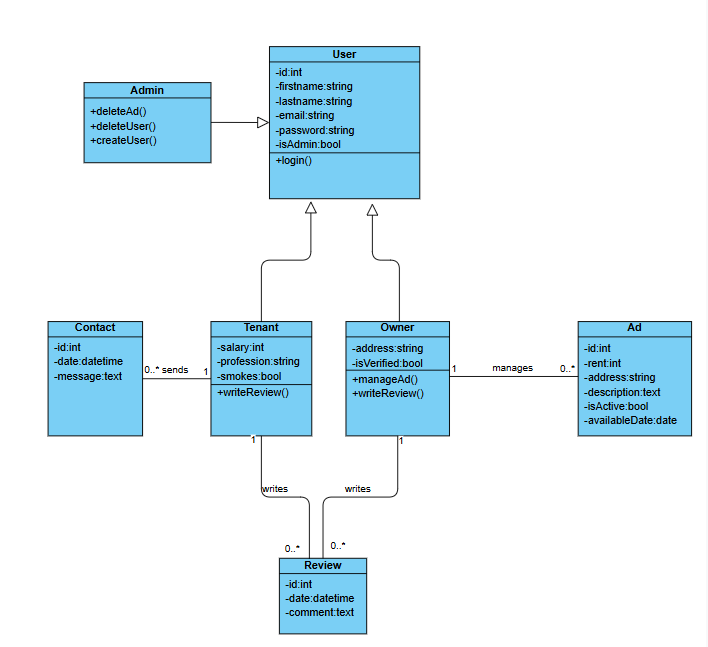 User
-id:int
-firstname:string
-lastname:string
-email:string
-password:string
-isAdmin:bool
+login()
Admin
+deleteAd()
+deleteUser()
+createUser()
Contact
-id:int
-date:datetime
-message:text
0..* sends 1
Tenant
-salary:int
-profession:string
-smokes:bool
+writeReview()
Owner
-address:string
-isVerified:bool
+manageAd()
+writeReview()
1 manages 0..*
Ad
-id:int
-rent:int
-address:string
-description:text
-isActive:bool
-availableDate:date
1
1
writes
writes
0..*
0..*
Review
-id:int
-date:datetime
-comment:text